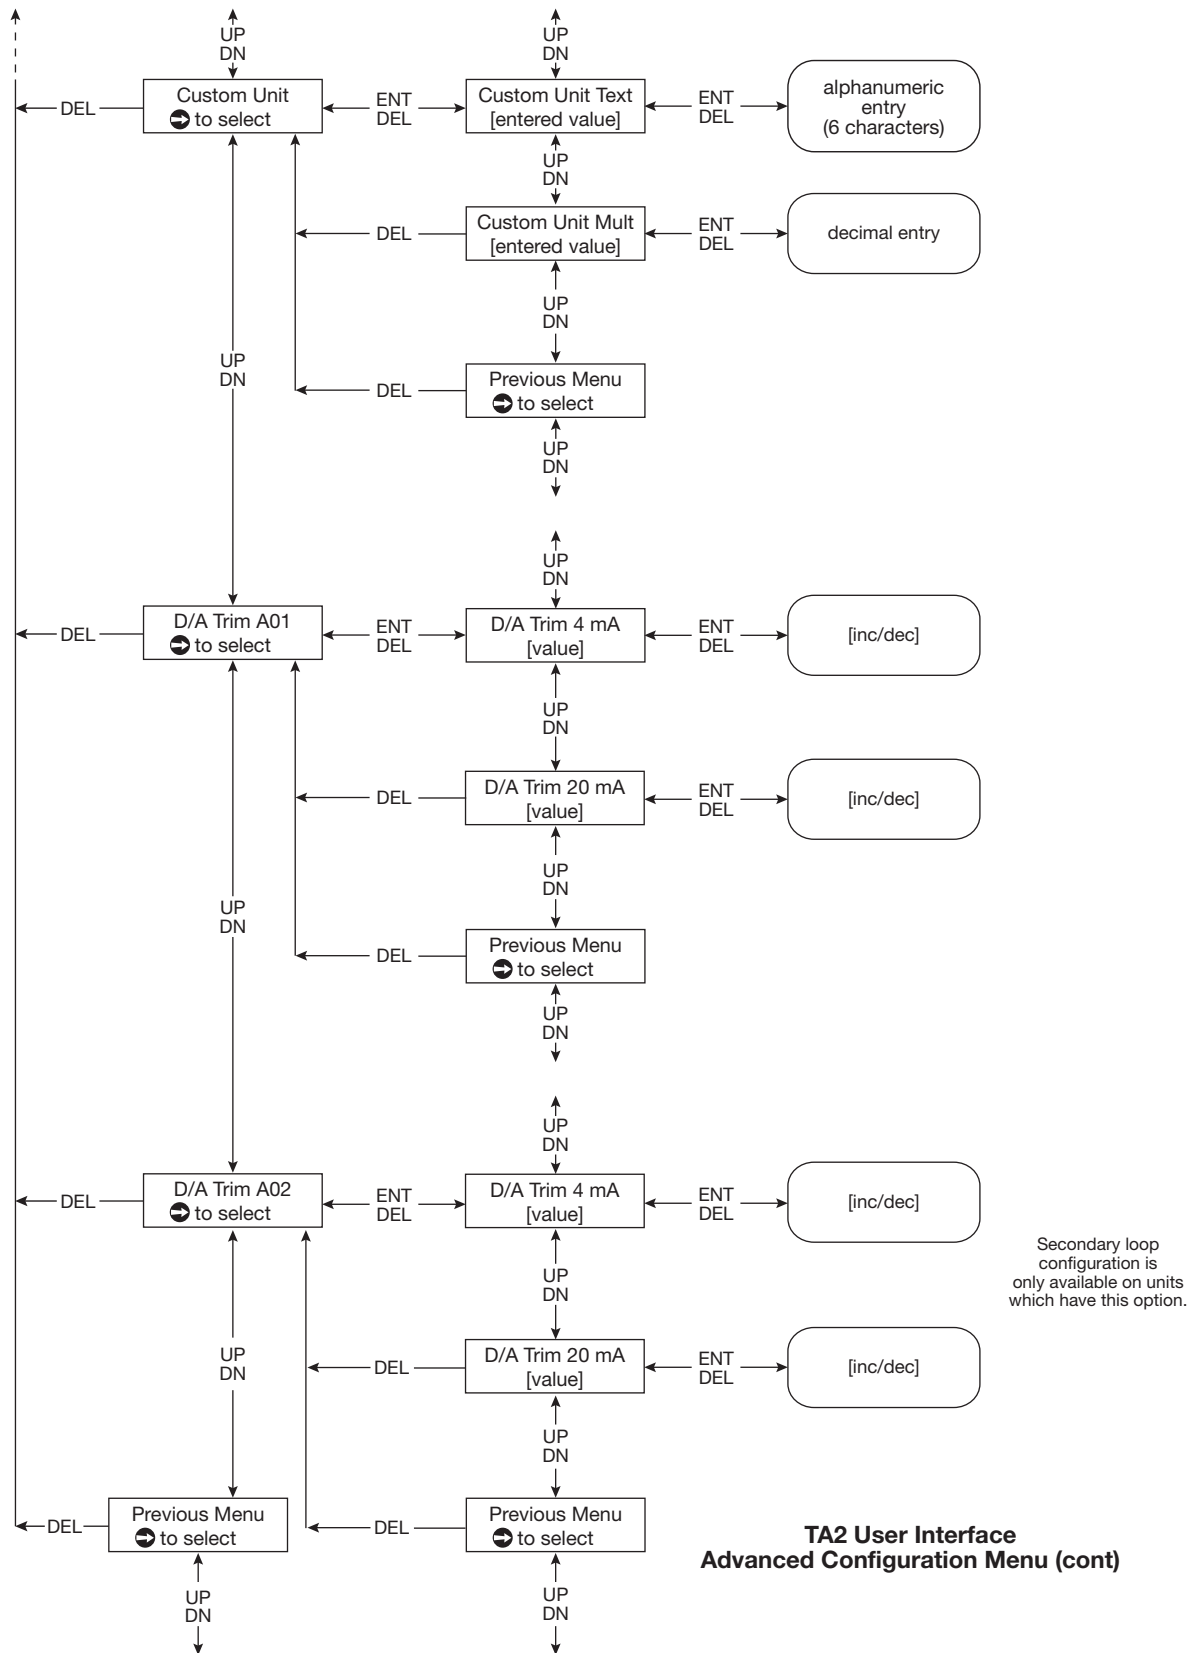 UP
DN
UP
DN
DEL
Custom Unit
to select
ENT
DEL
Custom Unit Text
[entered value]
ENT
DEL
alphanumeric
entry
(6 characters)
UP
DN
DEL
Custom Unit Mult
[entered value]
ENT
DEL
decimal entry
UP
DN
UP
DN
DEL
Previous Menu
to select
UP
DN
UP
DN
DEL
D/A Trim A01
to select
ENT
DEL
D/A Trim 4 mA
[value]
ENT
DEL
[inc/dec]
UP
DN
DEL
D/A Trim 20 mA
[value]
ENT
DEL
[inc/dec]
UP
DN
UP
DN
DEL
Previous Menu
to select
UP
DN
UP
DN
DEL
D/A Trim A02
to select
ENT
DEL
D/A Trim 4 mA
[value]
ENT
DEL
[inc/dec]
Secondary loop
configuration is
only available on units
which have this option.
UP
DN
UP
DN
DEL
D/A Trim 20 mA
[value]
ENT
DEL
[inc/dec]
UP
DN
DEL
Previous Menu
to select
DEL
Previous Menu
to select
TA2 User Interface
Advanced Configuration Menu (cont)
UP
DN
UP
DN